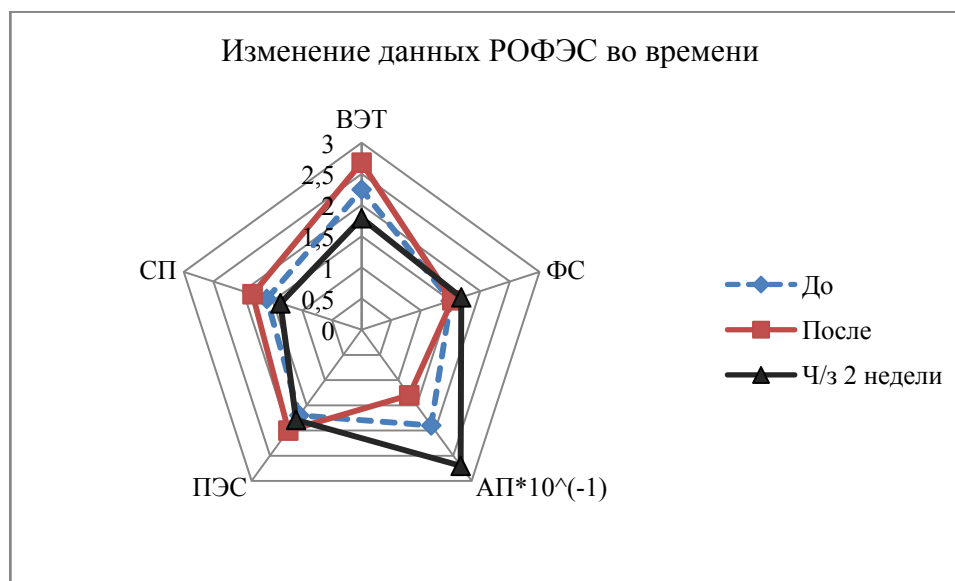 Изменение данных РОФЭС во времени
ВЭТ
3
2,5
2
1,5
1
0,5
0
СП
ФС
ПЭС
АП*10^(-1)
До
После
Ч/з 2 недели